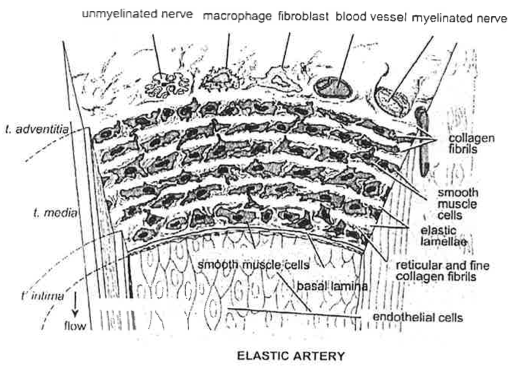 unmyelinated nerve macrophage fibroblast blood vessel myelinated nerve
t. adventitia
collagen
fibrils
smooth
muscle
cells
t. media
elastic
lamellae
smooth muscle cells
reticular and fine
collagen fibrils
basal lamina
t' intima
endothelial cells
flow
ELASTIC ARTERY